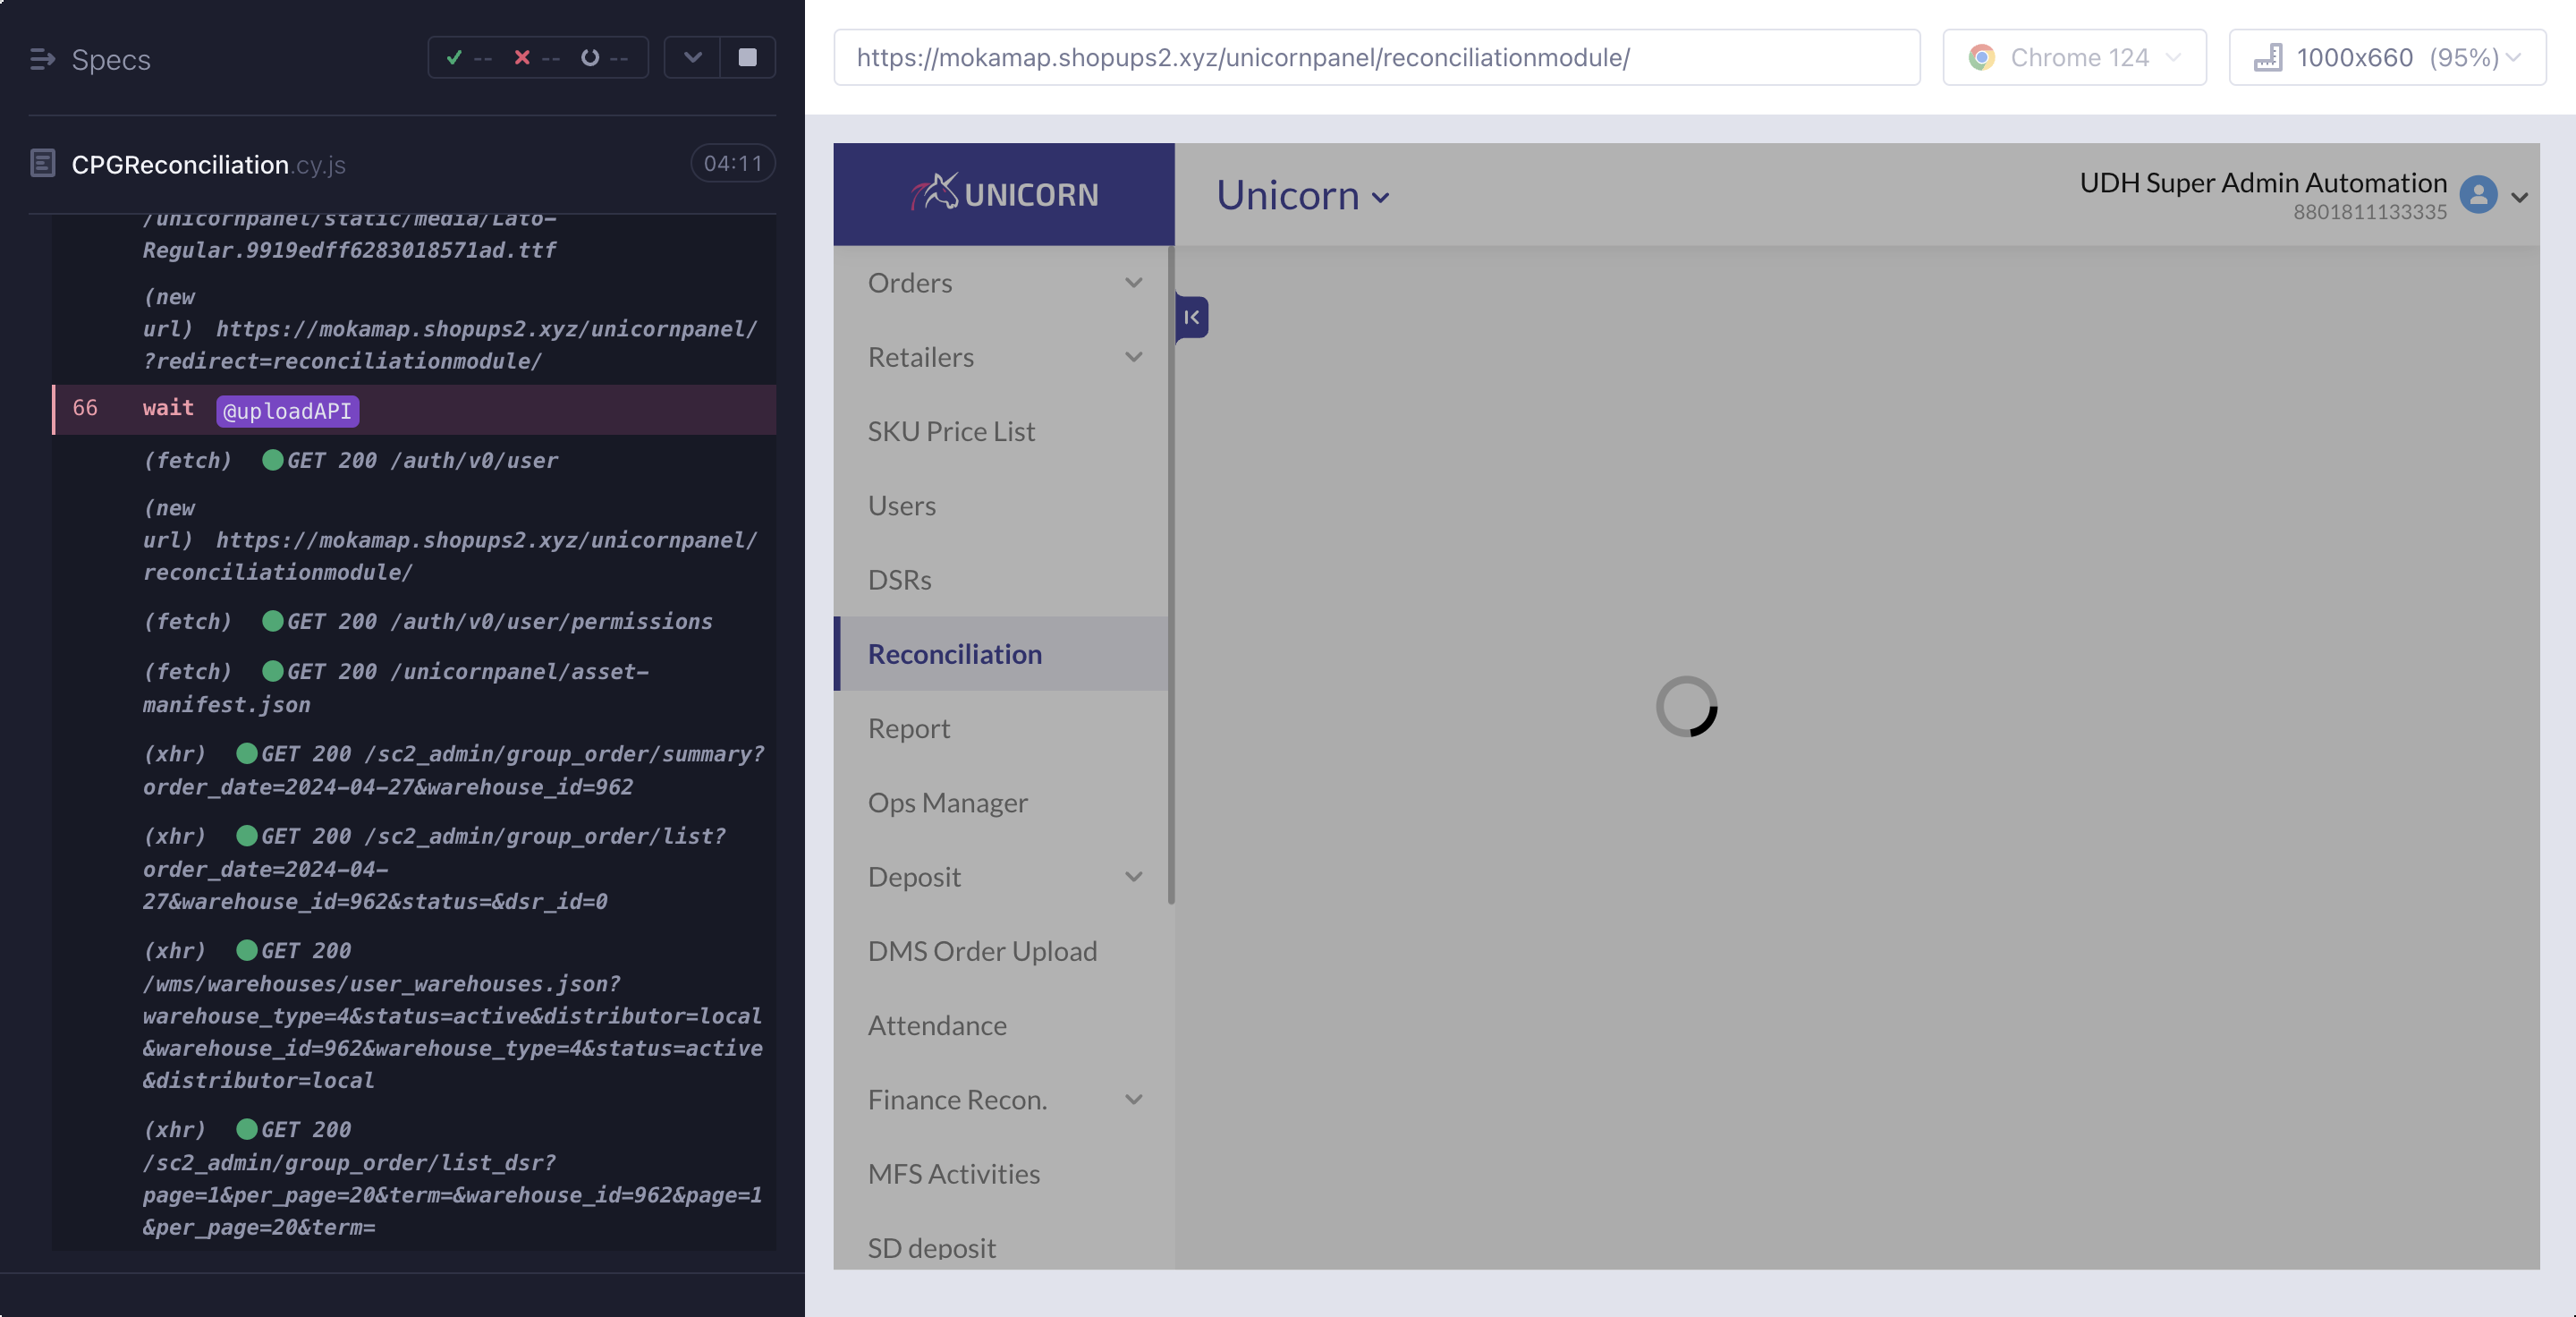 Specs
--
--
--
CPGReconciliation.cy.js
04:11
/unicornpanel/static/media/Lato-
Regular.9919edff6283018571ad.ttf
(new
url) https://mokamap.shopups2.xyz/unicornpanel/
?redirect=reconciliationmodule/
66 wait @uploadAPI
(fetch) GET 200 /auth/v0/user
(new
url) https://mokamap.shopups2.xyz/unicornpanel/
reconciliationmodule/
(fetch) GET 200 /auth/v0/user/permissions
(fetch) GET 200 /unicornpanel/asset-
manifest.json
(xhr) GET 200 /sc2_admin/group_order/summary?
order_date=2024-04-27&warehouse_id=962
(xhr) GET 200 /sc2_admin/group_order/list?
order_date=2024-04-
27&warehouse_id=962&status=&dsr_id=0
(xhr) GET 200
/wms/warehouses/user_warehouses.json?
warehouse_type=4&status=active&distributor=local
&warehouse_id=962&warehouse_type=4&status=active
&distributor=local
(xhr) GET 200
/sc2_admin/group_order/list_dsr?
page=1&per_page=20&term=&warehouse_id=962&page=1
&per_page=20&term=
https://mokamap.shopups2.xyz/unicornpanel/reconciliationmodule/
Chrome 124
1000x660 (95%)
UNICORN
Unicorn
UDH Super Admin Automation
8801811133335
Orders
Retailers
SKU Price List
Users
DSRs
Reconciliation
Report
Ops Manager
Deposit
DMS Order Upload
Attendance
Finance Recon.
MFS Activities
SD deposit